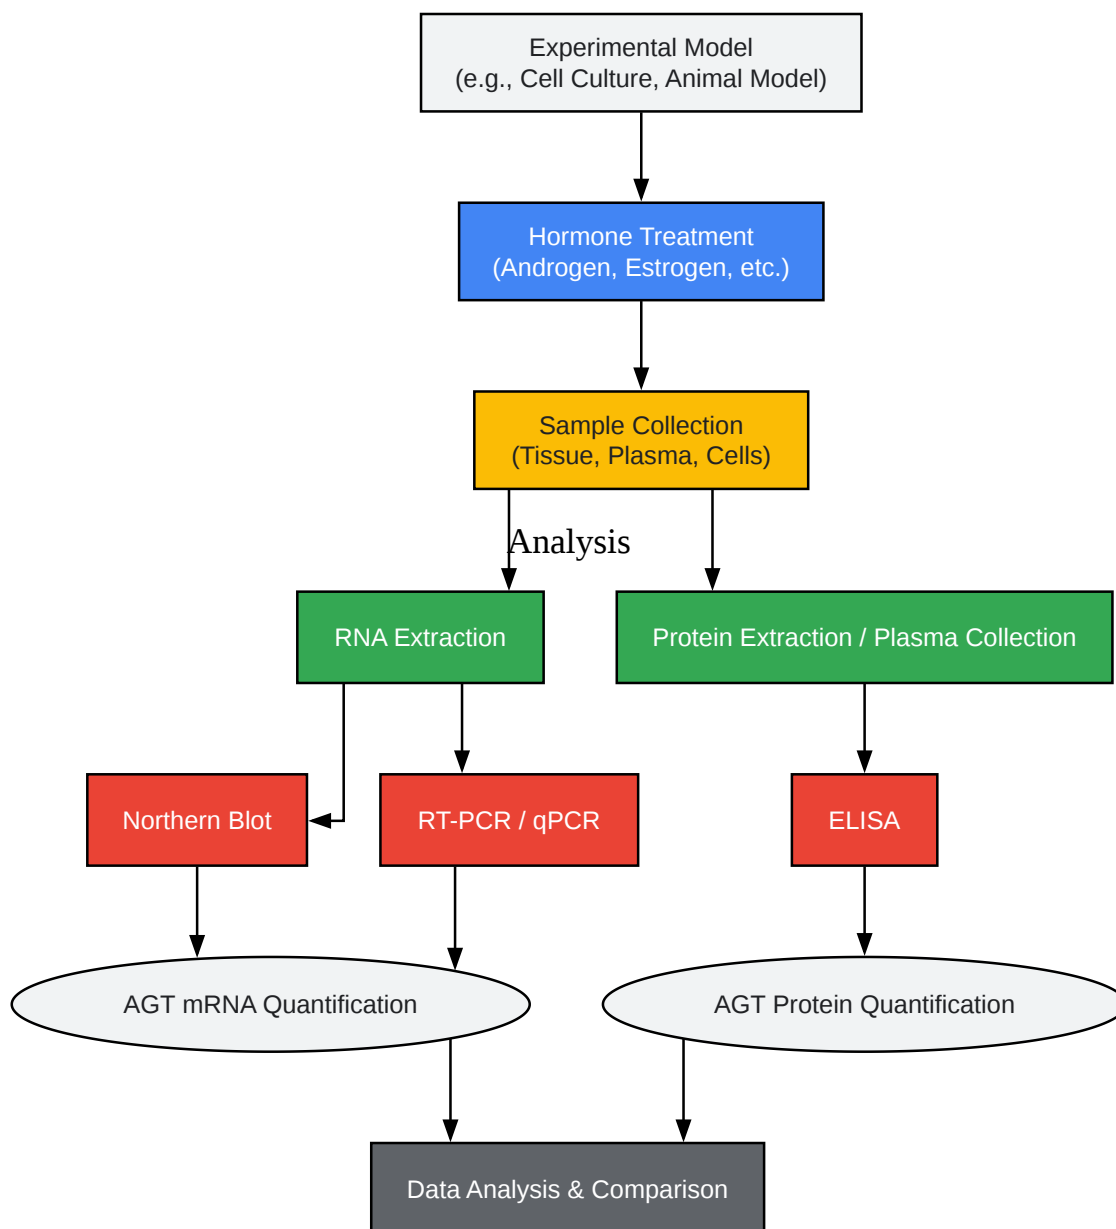 Experimental Model
(e.g., Cell Culture, Animal Model)
Hormone Treatment
(Androgen, Estrogen, etc.)
Sample Collection
(Tissue, Plasma, Cells)
Analysis
RNA Extraction
Protein Extraction / Plasma Collection
Northern Blot
RT-PCR / qPCR
ELISA
AGT mRNA Quantification
AGT Protein Quantification
Data Analysis & Comparison